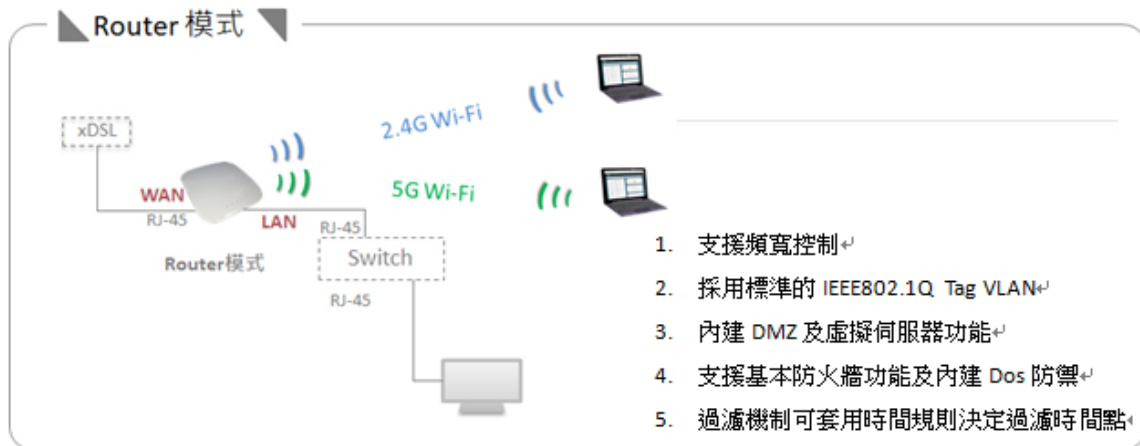 Router 模式
xDSL
2.4G Wi-Fi
5G Wi-Fi
WAN
RJ-45
LAN
RJ-45
Router模式
Switch
RJ-45
1. 支援頻寬控制
2. 採用標準的 IEEE802.1Q Tag VLAN
3. 內建 DMZ 及虛擬伺服器功能
4. 支援基本防火牆功能及內建 Dos 防禦
5. 過濾機制可套用時間規則決定過濾時間點